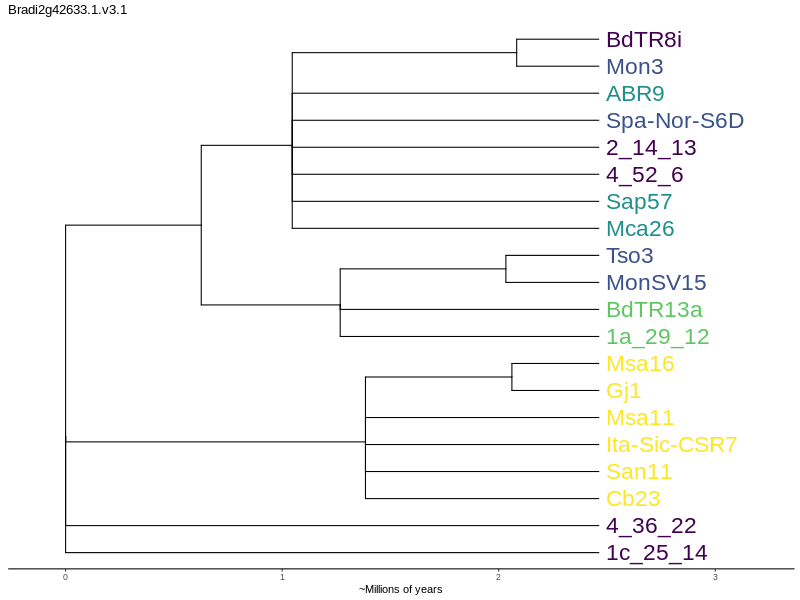 Bradi2g42633.1.v3.1
BdTR8i
Mon3
ABR9
Spa-Nor-S6D
2_14_13
4_52_6
Sap57
Mca26
Tso3
MonSV15
BdTR13a
1a_29_12
Msa16
Gj1
Msa11
Ita-Sic-CSR7
San11
Cb23
4_36_22
1c_25_14
0 1 2 3
~Millions of years